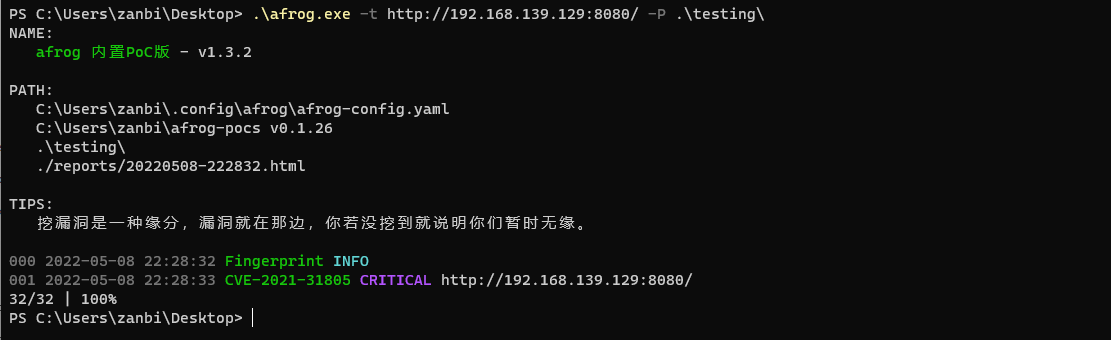 PS C:\Users\zanbi\Desktop> .\afrog.exe -t http://192.168.139.129:8080/ -P .\testing\
NAME:
afrog 内置PoC版 - v1.3.2
PATH:
C:\Users\zanbi\.config\afrog\afrog-config.yaml
C:\Users\zanbi\afrog-pocs v0.1.26
.\testing\
./reports/20220508-222832.html
TIPS:
挖漏洞是一种缘分，漏洞就在那边，你若没挖到就说明你们暂时无缘。
000 2022-05-08 22:28:32 Fingerprint INFO
001 2022-05-08 22:28:33 CVE-2021-31805 CRITICAL http://192.168.139.129:8080/
32/32 | 100%
PS C:\Users\zanbi\Desktop>